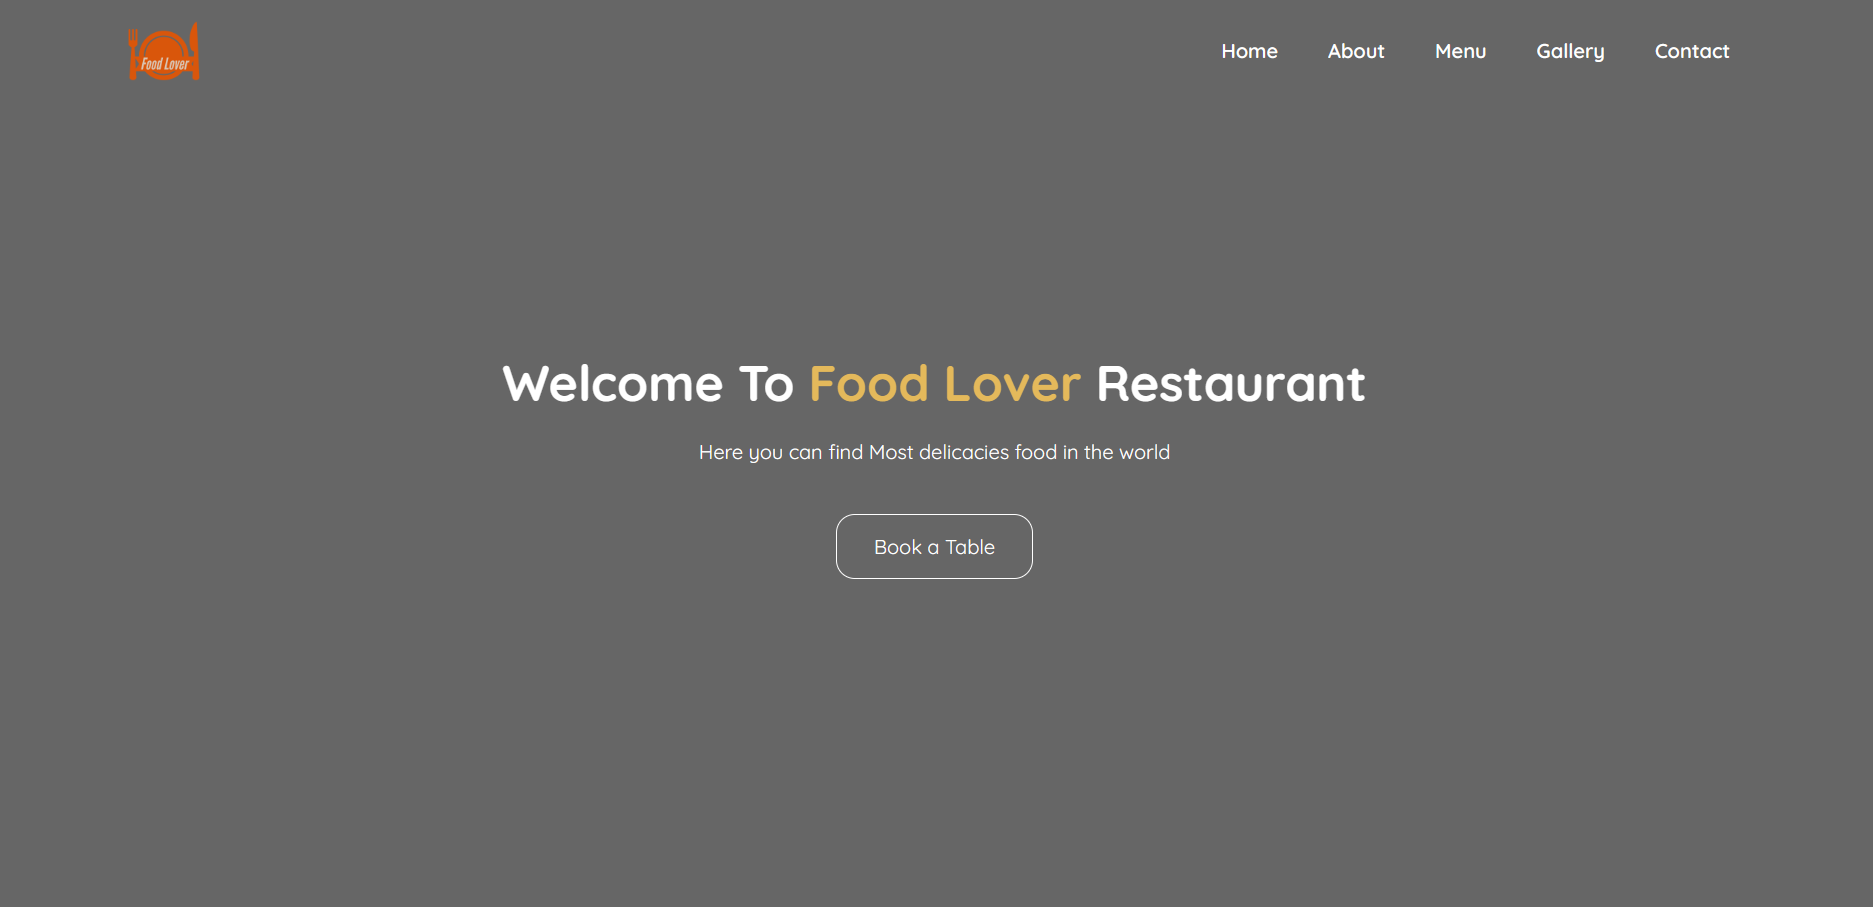 Food Lover
Home About Menu Gallery Contact
Welcome To Food Lover Restaurant
Here you can find Most delicacies food in the world
Book a Table